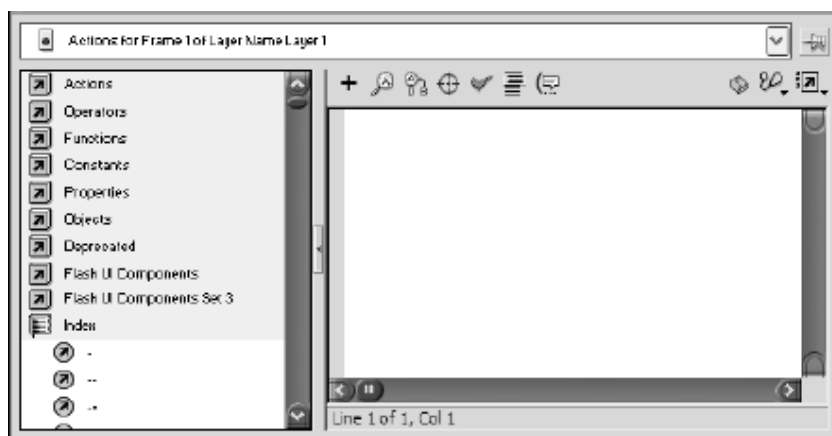 Actions for Frame 1 of Layer Name Layer 1
Actions
Operators
Functions
Constants
Properties
Objects
Deprecated
Flash UI Components
Flash UI Components Set 3
Index
-
--
Line 1 of 1, Col 1